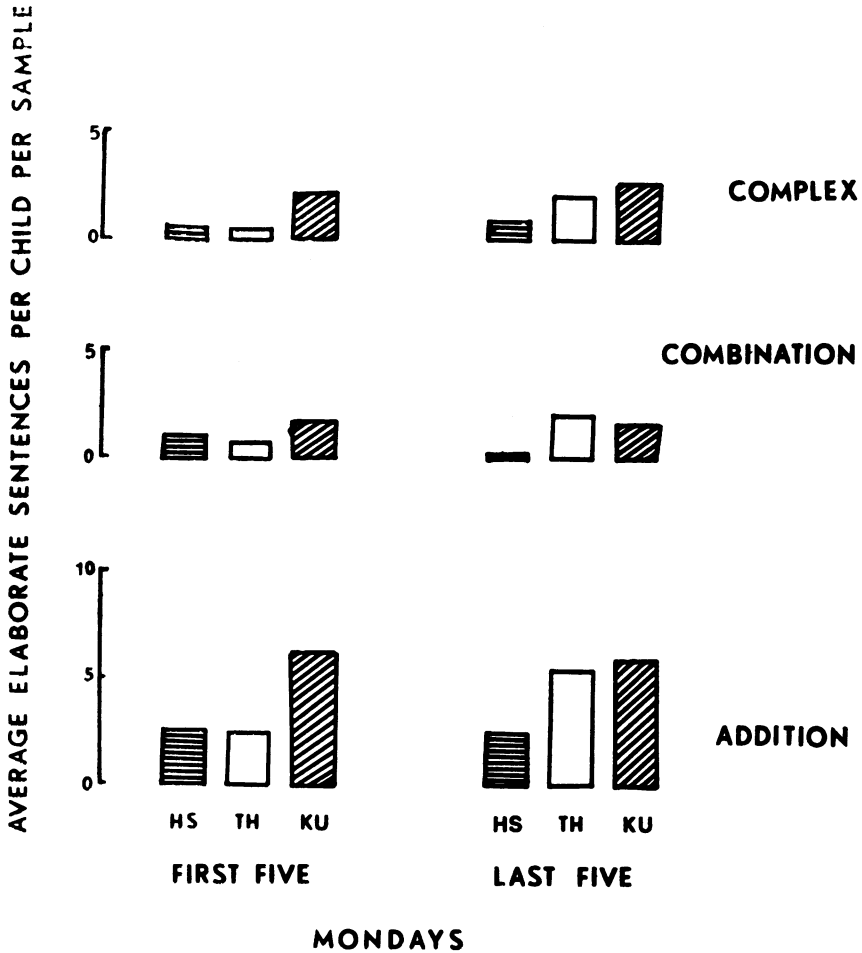 AVERAGE ELABORATE SENTENCES PER CHILD PER SAMPLE
5
0
COMPLEX
5
0
COMBINATION
10
5
0
ADDITION
HS TH KU HS TH KU
FIRST FIVE LAST FIVE
MONDAYS